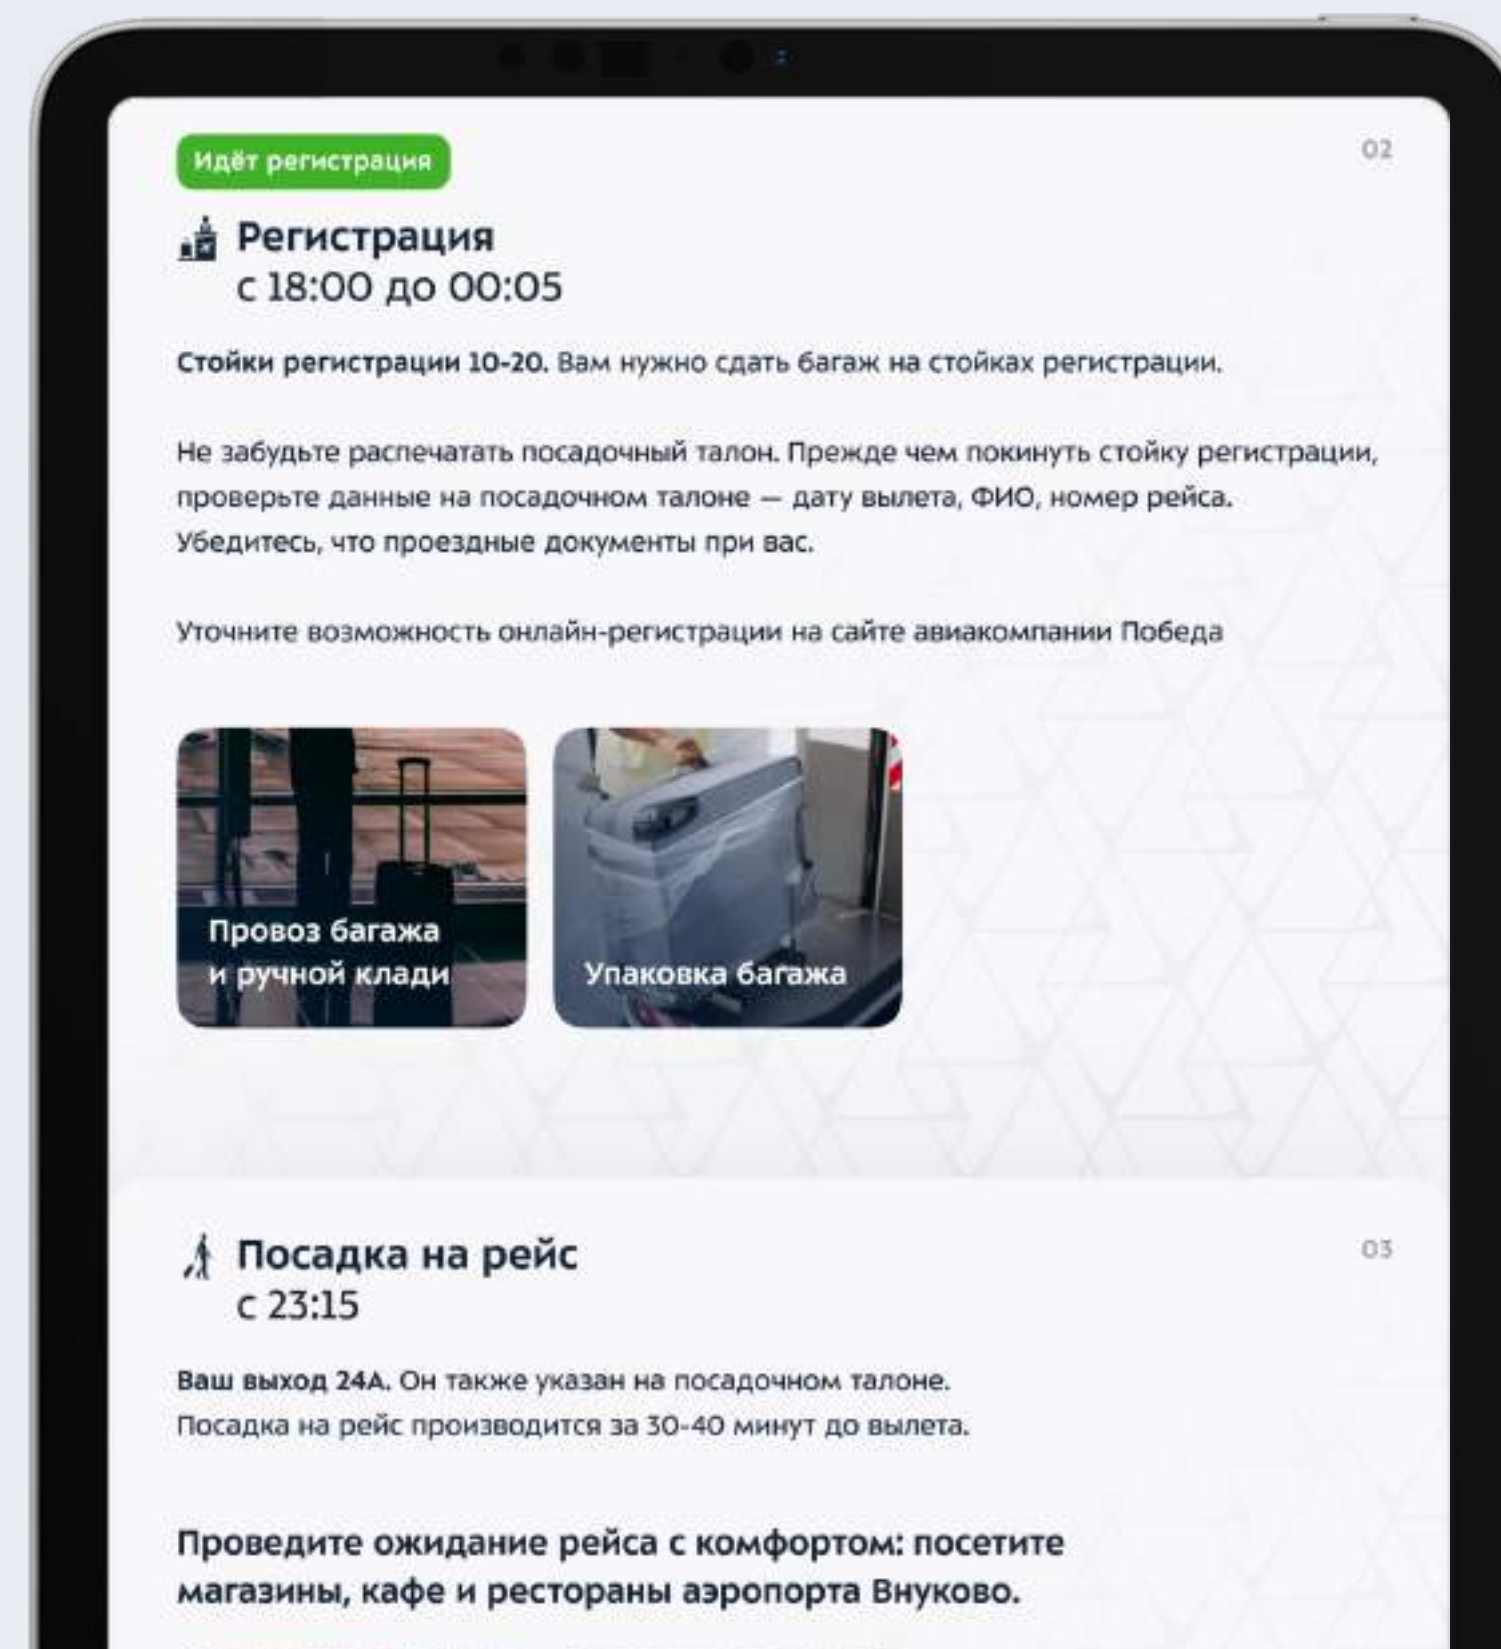 Идёт регистрация
02
Регистрация
с 18:00 до 00:05
Стойки регистрации 10-20. Вам нужно сдать багаж на стойках регистрации.
Не забудьте распечатать посадочный талон. Прежде чем покинуть стойку регистрации,
проверьте данные на посадочном талоне — дату вылета, ФИО, номер рейса.
Убедитесь, что проездные документы при вас.
Уточните возможность онлайн-регистрации на сайте авиакомпании Победа
Провоз багажа
и ручной клади
Упаковка багажа
Посадка на рейс
03
с 23:15
Ваш выход 24А. Он также указан на посадочном талоне.
Посадка на рейс производится за 30-40 минут до вылета.
Проведите ожидание рейса с комфортом: посетите
магазины, кафе и рестораны аэропорта Внуково.